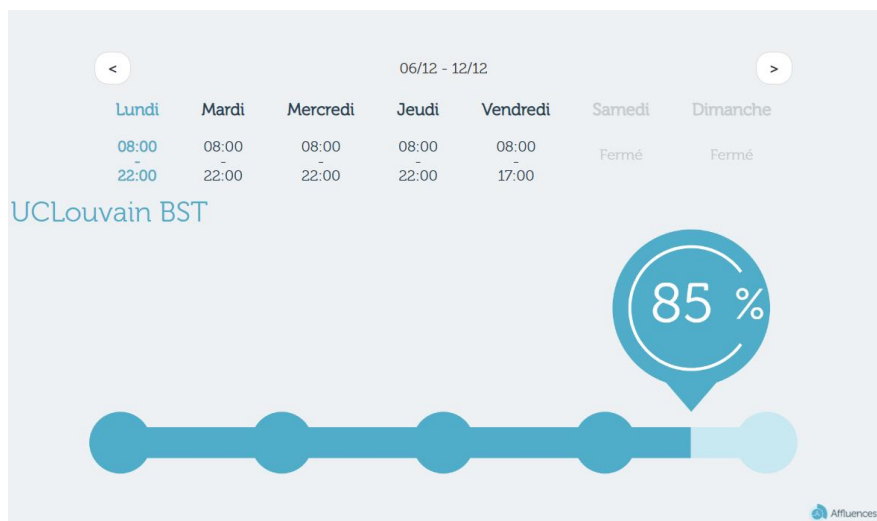 < 06/12 - 12/12 >
Lundi Mardi Mercredi Jeudi Vendredi Samedi Dimanche
08:00 08:00 08:00 08:00 08:00
- - - - - Fermé Fermé
22:00 22:00 22:00 22:00 17:00
UCLouvain BST
85 %
Affluences